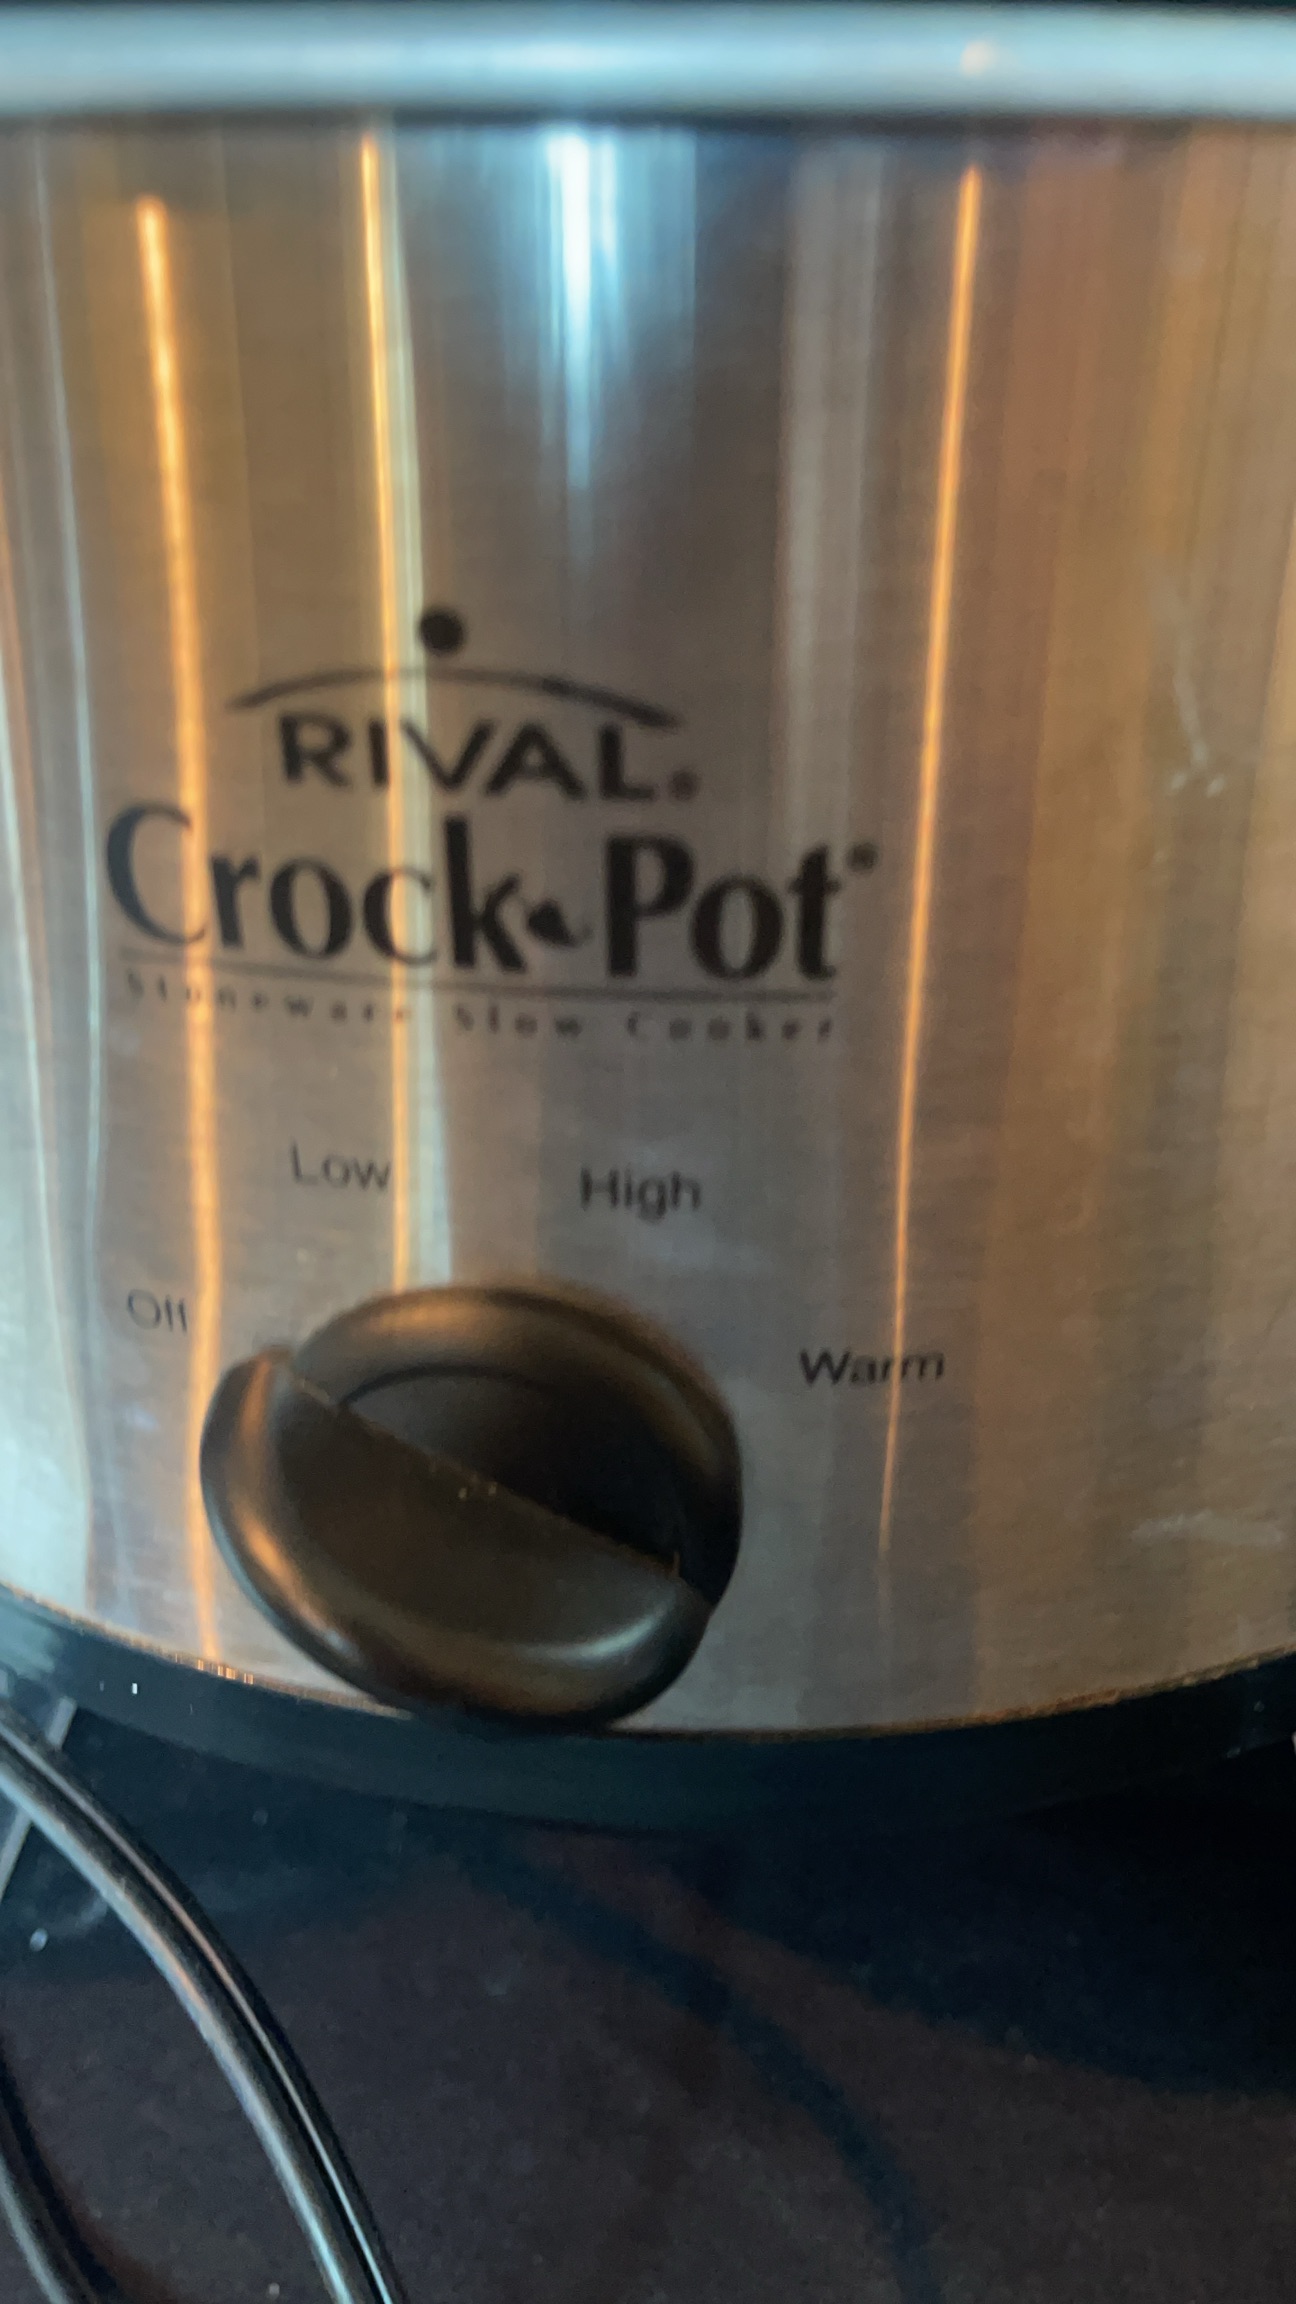 RIVAL®
Crock•Pot®
Stoneware Slow Cooker
Low High
Off
Warm